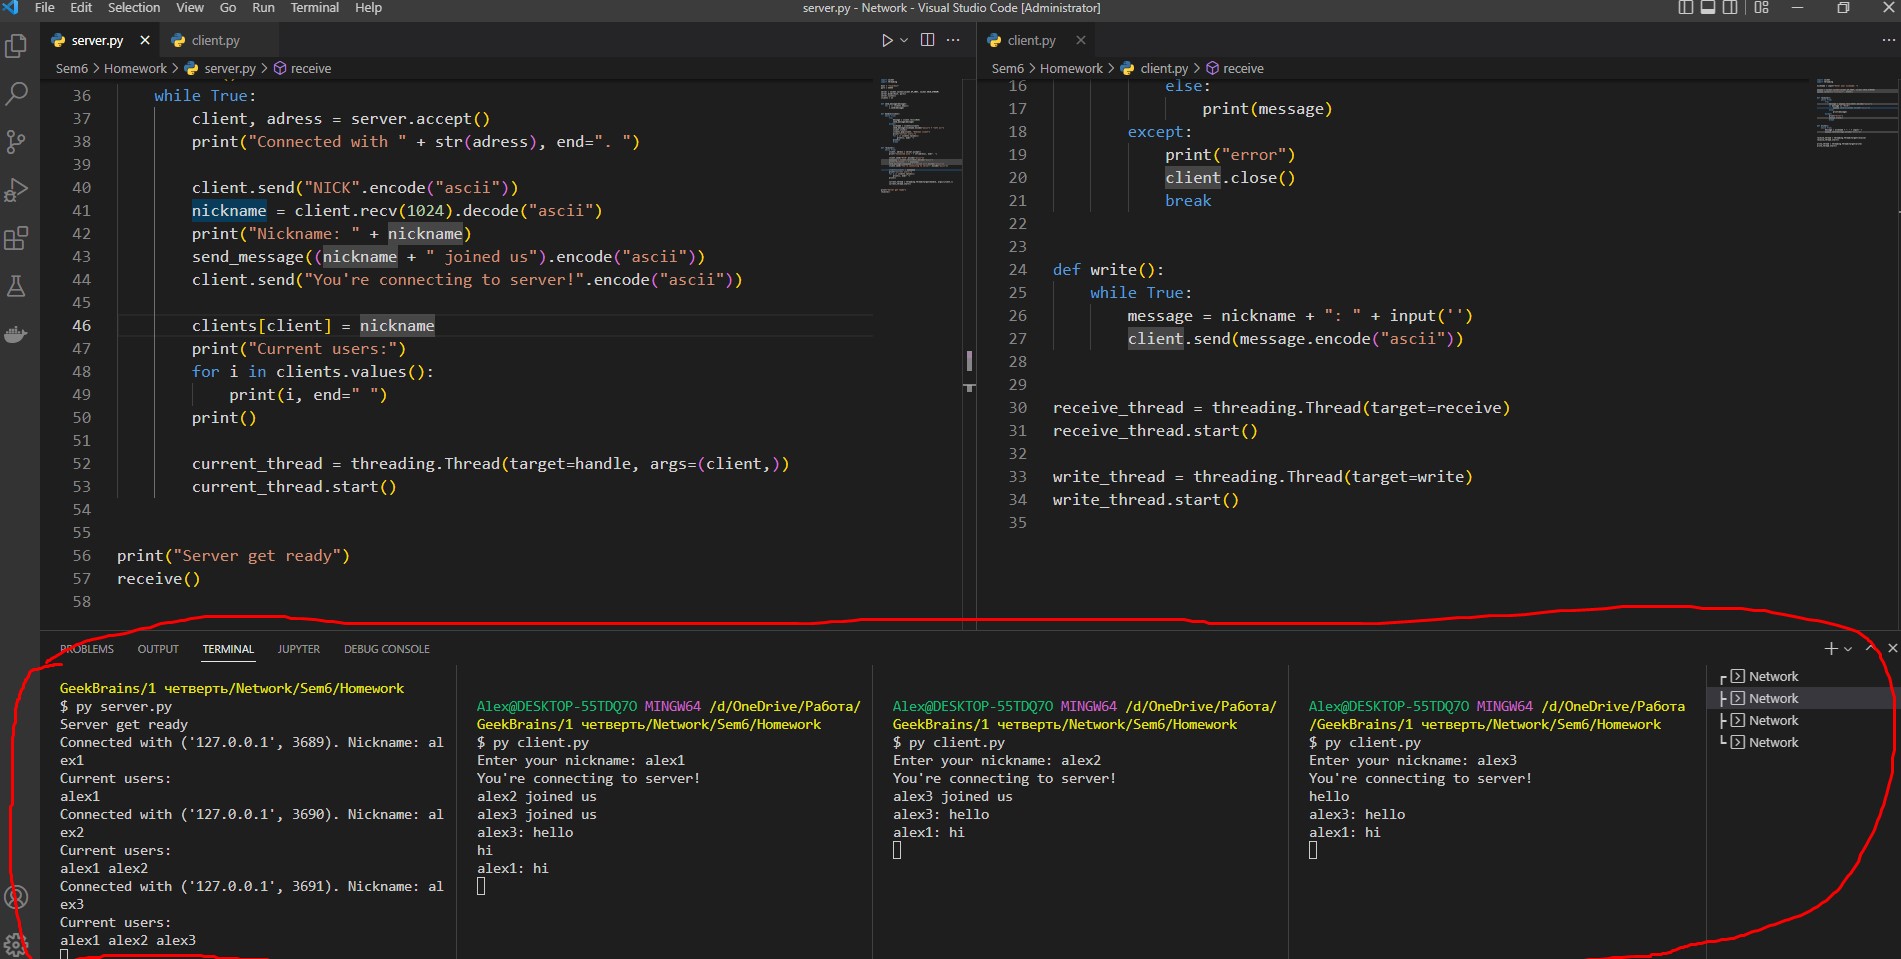 File Edit Selection View Go Run Terminal Help
server.py - Network - Visual Studio Code [Administrator]
server.py
client.py
Sem6 > Homework > server.py > receive
36 while True:
37 client, adress = server.accept()
38 print("Connected with " + str(adress), end=". ")
39
40 client.send("NICK".encode("ascii"))
41 nickname = client.recv(1024).decode("ascii")
42 print("Nickname: " + nickname)
43 send_message((nickname + " joined us").encode("ascii"))
44 client.send("You're connecting to server!".encode("ascii"))
45
46 clients[client] = nickname
47 print("Current users:")
48 for i in clients.values():
49 print(i, end=" ")
50 print()
51
52 current_thread = threading.Thread(target=handle, args=(client,))
53 current_thread.start()
54
55
56 print("Server get ready")
57 receive()
58
client.py
Sem6 > Homework > client.py > receive
16 else:
17 print(message)
18 except:
19 print("error")
20 client.close()
21 break
22
23
24 def write():
25 while True:
26 message = nickname + ": " + input('')
27 client.send(message.encode("ascii"))
28
29
30 receive_thread = threading.Thread(target=receive)
31 receive_thread.start()
32
33 write_thread = threading.Thread(target=write)
34 write_thread.start()
35
PROBLEMS OUTPUT TERMINAL JUPYTER DEBUG CONSOLE
GeekBrains/1 четверть/Network/Sem6/Homework
$ py server.py
Server get ready
Connected with ('127.0.0.1', 3689). Nickname: al
ex1
Current users:
alex1
Connected with ('127.0.0.1', 3690). Nickname: al
ex2
Current users:
alex1 alex2
Connected with ('127.0.0.1', 3691). Nickname: al
ex3
Current users:
alex1 alex2 alex3
Alex@DESKTOP-55TDQ7O MINGW64 /d/OneDrive/Работа/
GeekBrains/1 четверть/Network/Sem6/Homework
$ py client.py
Enter your nickname: alex1
You're connecting to server!
alex2 joined us
alex3 joined us
alex3: hello
hi
alex1: hi
Alex@DESKTOP-55TDQ7O MINGW64 /d/OneDrive/Работа/
GeekBrains/1 четверть/Network/Sem6/Homework
$ py client.py
Enter your nickname: alex2
You're connecting to server!
alex3 joined us
alex3: hello
alex1: hi
Alex@DESKTOP-55TDQ7O MINGW64 /d/OneDrive/Работа
/GeekBrains/1 четверть/Network/Sem6/Homework
$ py client.py
Enter your nickname: alex3
You're connecting to server!
hello
alex3: hello
alex1: hi
Network
Network
Network
Network